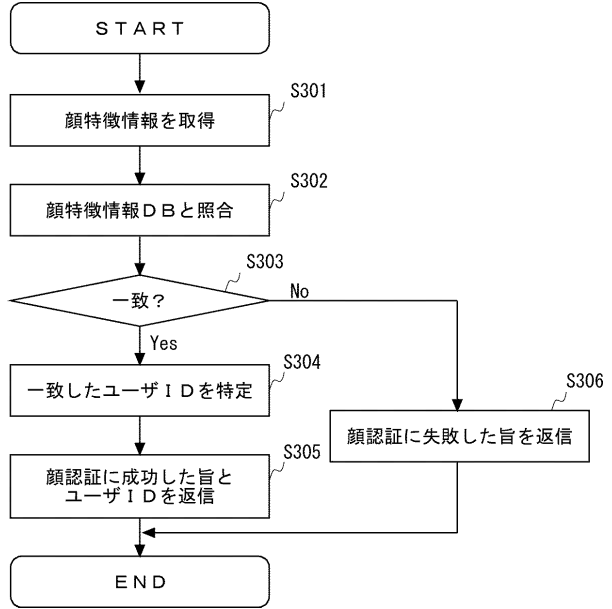 ＳＴＡＲＴ
S301
顔特徴情報を取得
S302
顔特徴情報ＤＢと照合
S303
一致？
No
Yes
S304
一致したユーザＩＤを特定
S306
顔認証に失敗した旨を返信
S305
顔認証に成功した旨と
ユーザＩＤを返信
ＥＮＤ